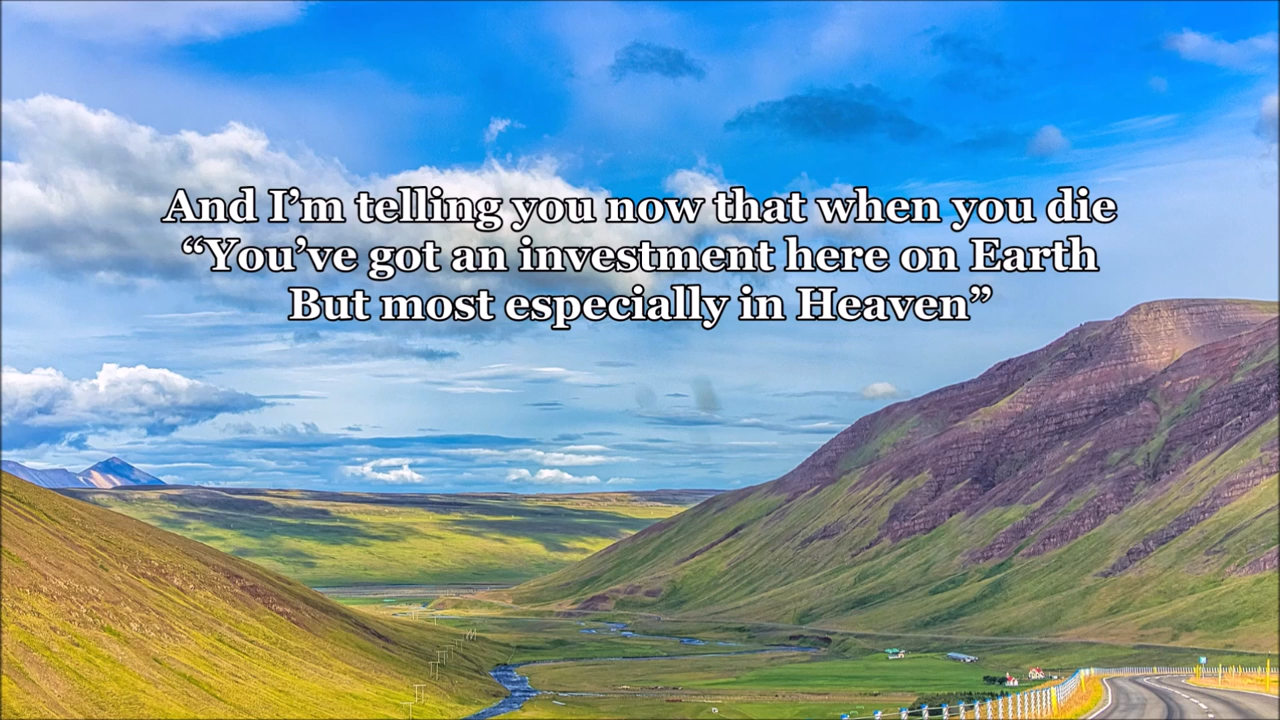 And I’m telling you now that when you die
“You’ve got an investment here on Earth
But most especially in Heaven”